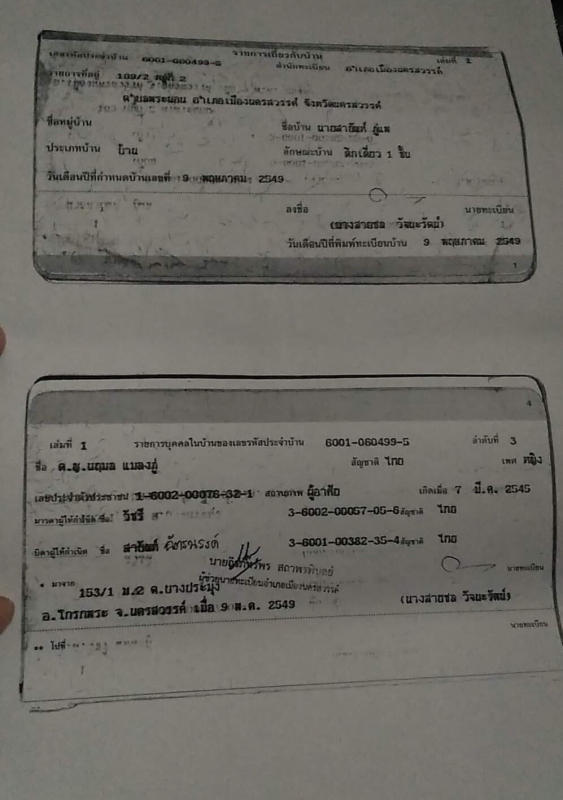 รายการเกี่ยวกับบ้าน เล่มที่ 1
เลขรหัสประจำบ้าน 6001-060499-5 สำนักทะเบียน อำเภอเมืองนครสวรรค์
รายการที่อยู่ 109/2 หมู่ที่ 2
ตำบลพระนอน อำเภอเมืองนครสวรรค์ จังหวัดนครสวรรค์
ชื่อหมู่บ้าน ชื่อบ้าน นายสายัณห์
ประเภทบ้าน บ้าน ลักษณะบ้าน ตึกเดี่ยว 1 ชั้น
วันเดือนปีที่กำหนดบ้านเลขที่ 9 พฤษภาคม 2549
ลงชื่อ นายทะเบียน
(นางสายชล วัจนะรัตน์)
วันเดือนปีที่พิมพ์ทะเบียนบ้าน 9 พฤษภาคม 2549
1
4
เล่มที่ 1 รายการบุคคลในบ้านของเลขรหัสประจำบ้าน 6001-060499-5 ลำดับที่ 3
ชื่อ ด.ญ.นฤมล แมลงภู่ สัญชาติ ไทย เพศ หญิง
เลขประจำตัวประชาชน 1-6002-00076-32-1 สถานภาพ ผู้อาศัย เกิดเมื่อ 7 มี.ค. 2545
มารดาผู้ให้กำเนิด ชื่อ วัชรี 3-6002-00057-05-6 สัญชาติ ไทย
บิดาผู้ให้กำเนิด ชื่อ สายัณห์ 3-6001-00382-35-4 สัญชาติ ไทย
ผู้ช่วยนายทะเบียนอำเภอเมืองนครสวรรค์ นายทะเบียน
* มาจาก 153/1 ม.2 ต.บางประมุง
อ.โกรกพระ จ.นครสวรรค์ เมื่อ 9 พ.ค. 2549 (นางสายชล วัจนะรัตน์)
นายทะเบียน
** ไปที่